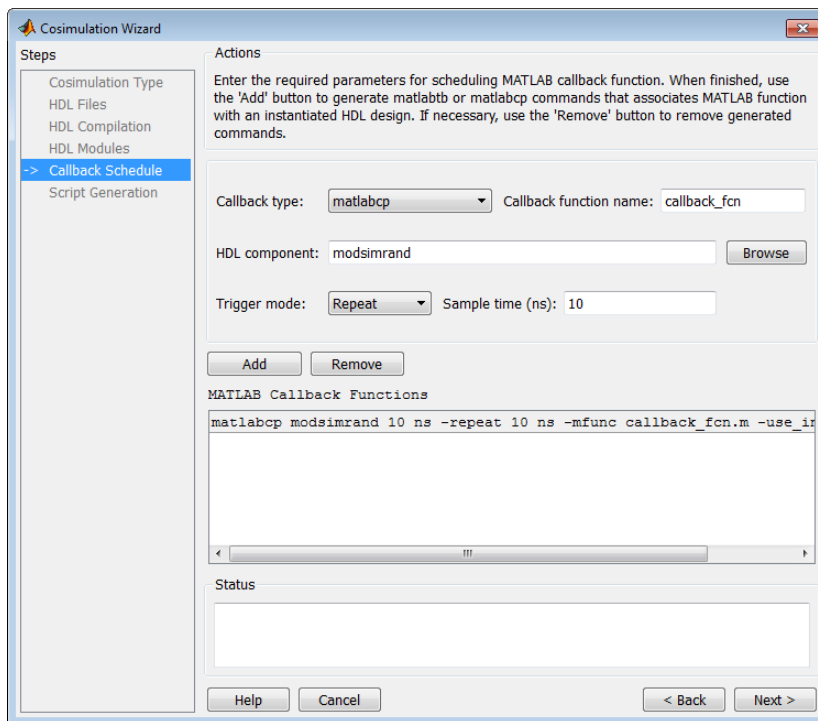 Cosimulation Wizard
Steps
Cosimulation Type
HDL Files
HDL Compilation
HDL Modules
-> Callback Schedule
Script Generation
Actions
Enter the required parameters for scheduling MATLAB callback function. When finished, use
the 'Add' button to generate matlabtb or matlabcp commands that associates MATLAB function
with an instantiated HDL design. If necessary, use the 'Remove' button to remove generated
commands.
Callback type: matlabcp Callback function name: callback_fcn
HDL component: modsimrand Browse
Trigger mode: Repeat Sample time (ns): 10
Add Remove
MATLAB Callback Functions
matlabcp modsimrand 10 ns -repeat 10 ns -mfunc callback_fcn.m
Status
Help Cancel < Back Next >